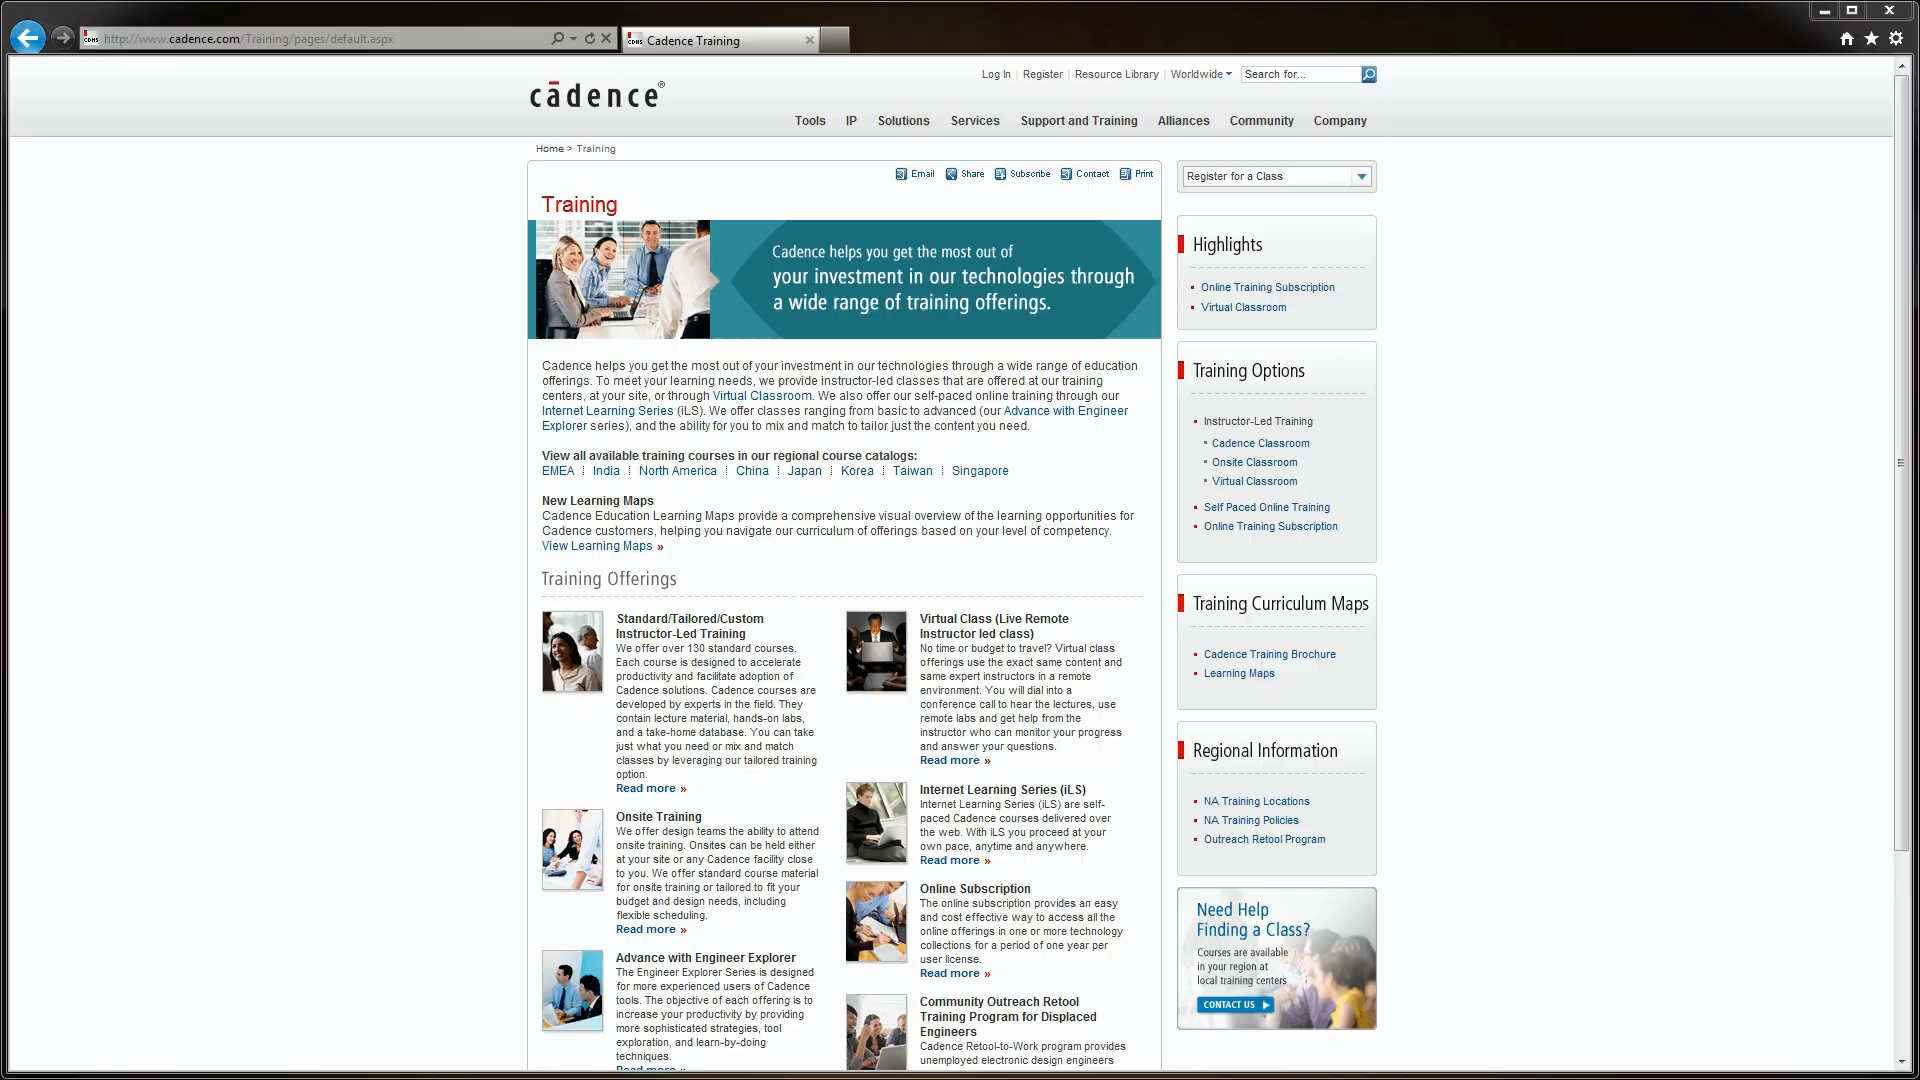 http://www.cadence.com/Training/pages/default.aspx
Cadence Training
cadence®
Log In | Register | Resource Library | Worldwide
Search for...
Tools IP Solutions Services Support and Training Alliances Community Company
Home > Training
Email Share Subscribe Contact Print
Training
Cadence helps you get the most out of
your investment in our technologies through
a wide range of training offerings.
Cadence helps you get the most out of your investment in our technologies through a wide range of education
offerings. To meet your learning needs, we provide instructor-led classes that are offered at our training
centers, at your site, or through Virtual Classroom. We also offer our self-paced online training through our
Internet Learning Series (iLS). We offer classes ranging from basic to advanced (our Advance with Engineer
Explorer series), and the ability for you to mix and match to tailor just the content you need.
View all available training courses in our regional course catalogs:
EMEA India North America China Japan Korea Taiwan Singapore
New Learning Maps
Cadence Education Learning Maps provide a comprehensive visual overview of the learning opportunities for
Cadence customers, helping you navigate our curriculum of offerings based on your level of competency.
View Learning Maps »
Training Offerings
Standard/Tailored/Custom
Instructor-Led Training
We offer over 130 standard courses.
Each course is designed to accelerate
productivity and facilitate adoption of
Cadence solutions. Cadence courses are
developed by experts in the field. They
contain lecture material, hands-on labs,
and a take-home database. You can take
just what you need or mix and match
classes by leveraging our tailored training
option.
Read more »
Onsite Training
We offer design teams the ability to attend
onsite training. Onsites can be held either
at your site or any Cadence facility close
to you. We offer standard course material
for onsite training or tailored to fit your
budget and design needs, including
flexible scheduling.
Read more »
Advance with Engineer Explorer
The Engineer Explorer Series is designed
for more experienced users of Cadence
tools. The objective of each offering is to
increase your productivity by providing
more sophisticated strategies, tool
exploration, and learn-by-doing
techniques.
Read more »
Virtual Class (Live Remote
Instructor led class)
No time or budget to travel? Virtual class
offerings use the exact same content and
same expert instructors in a remote
environment. You will dial into a
conference call to hear the lectures, use
remote labs and get help from the
instructor who can monitor your progress
and answer your questions.
Read more »
Internet Learning Series (iLS)
Internet Learning Series (iLS) are self-
paced Cadence courses delivered over
the web. With iLS you proceed at your
own pace, anytime and anywhere.
Read more »
Online Subscription
The online subscription provides an easy
and cost effective way to access all the
online offerings in one or more technology
collections for a period of one year per
user license.
Read more »
Community Outreach Retool
Training Program for Displaced
Engineers
Cadence Retool-to-Work program provides
unemployed electronic design engineers
Register for a Class
Highlights
Online Training Subscription
Virtual Classroom
Training Options
Instructor-Led Training
Cadence Classroom
Onsite Classroom
Virtual Classroom
Self Paced Online Training
Online Training Subscription
Training Curriculum Maps
Cadence Training Brochure
Learning Maps
Regional Information
NA Training Locations
NA Training Policies
Outreach Retool Program
Need Help
Finding a Class?
Courses are available
in your region at
local training centers
CONTACT US